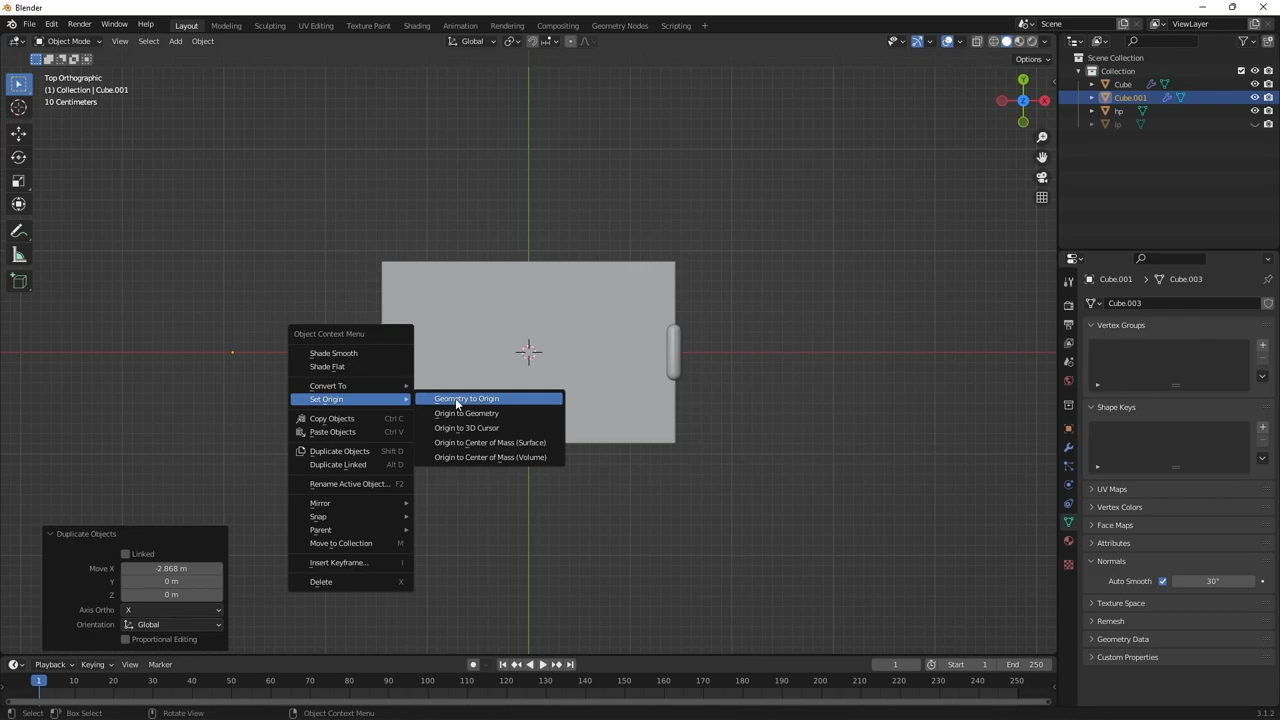 Blender
File Edit Render Window Help Layout Modeling Sculpting UV Editing Texture Paint Shading Animation Rendering Compositing Geometry Nodes Scripting + Scene ViewLayer
Object Mode View Select Add Object Global
Options
Top Orthographic
(1) Collection | Cube.001
10 Centimeters
Y
Z
X
Object Context Menu
Shade Smooth
Shade Flat
Convert To
Set Origin
Copy Objects Ctrl C
Paste Objects Ctrl V
Duplicate Objects Shift D
Duplicate Linked Alt D
Rename Active Object... F2
Mirror
Snap
Parent
Move to Collection M
Insert Keyframe... I
Delete X
Geometry to Origin
Origin to Geometry
Origin to 3D Cursor
Origin to Center of Mass (Surface)
Origin to Center of Mass (Volume)
Duplicate Objects
Linked
Move X -2.868 m
Y 0 m
Z 0 m
Axis Ortho X
Orientation Global
Proportional Editing
Scene Collection
Collection
Cube
Cube.001
hp
lp
Cube.001 > Cube.003
Cube.003
Vertex Groups
Shape Keys
UV Maps
Vertex Colors
Face Maps
Attributes
Normals
Auto Smooth 30°
Texture Space
Remesh
Geometry Data
Custom Properties
Playback Keying View Marker 1 Start 1 End 250
1 10 20 30 40 50 60 70 80 90 100 110 120 130 140 150 160 170 180 190 200 210 220 230 240 250
Select Box Select Rotate View Object Context Menu 3.1.2